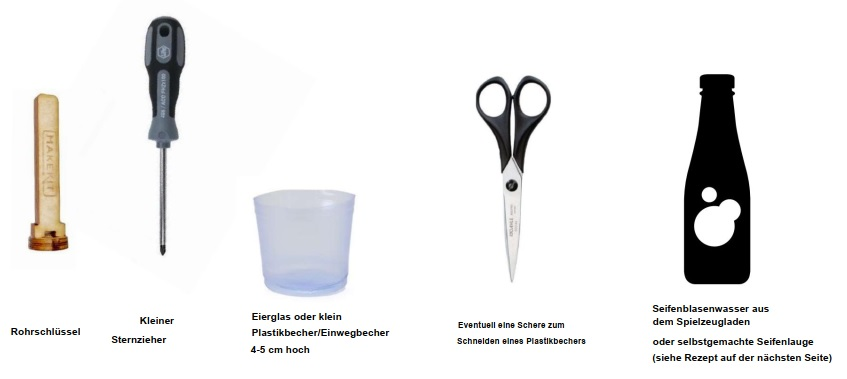 MAKEKIT
Rohrschlüssel
Kleiner
Sternzieher
Eierglas oder klein
Plastikbecher/Einwegbecher
4-5 cm hoch
Eventuell eine Schere zum
Schneiden eines Plastikbechers
Seifenblasenwasser aus
dem Spielzeugladen
oder selbstgemachte Seifenlauge
(siehe Rezept auf der nächsten Seite)